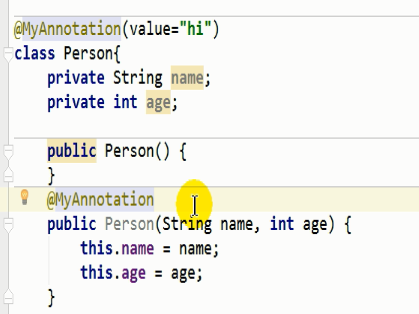 @MyAnnotation(value="hi")
class Person{
private String name;
private int age;
public Person() {
}
@MyAnnotation
public Person(String name, int age) {
this.name = name;
this.age = age;
}